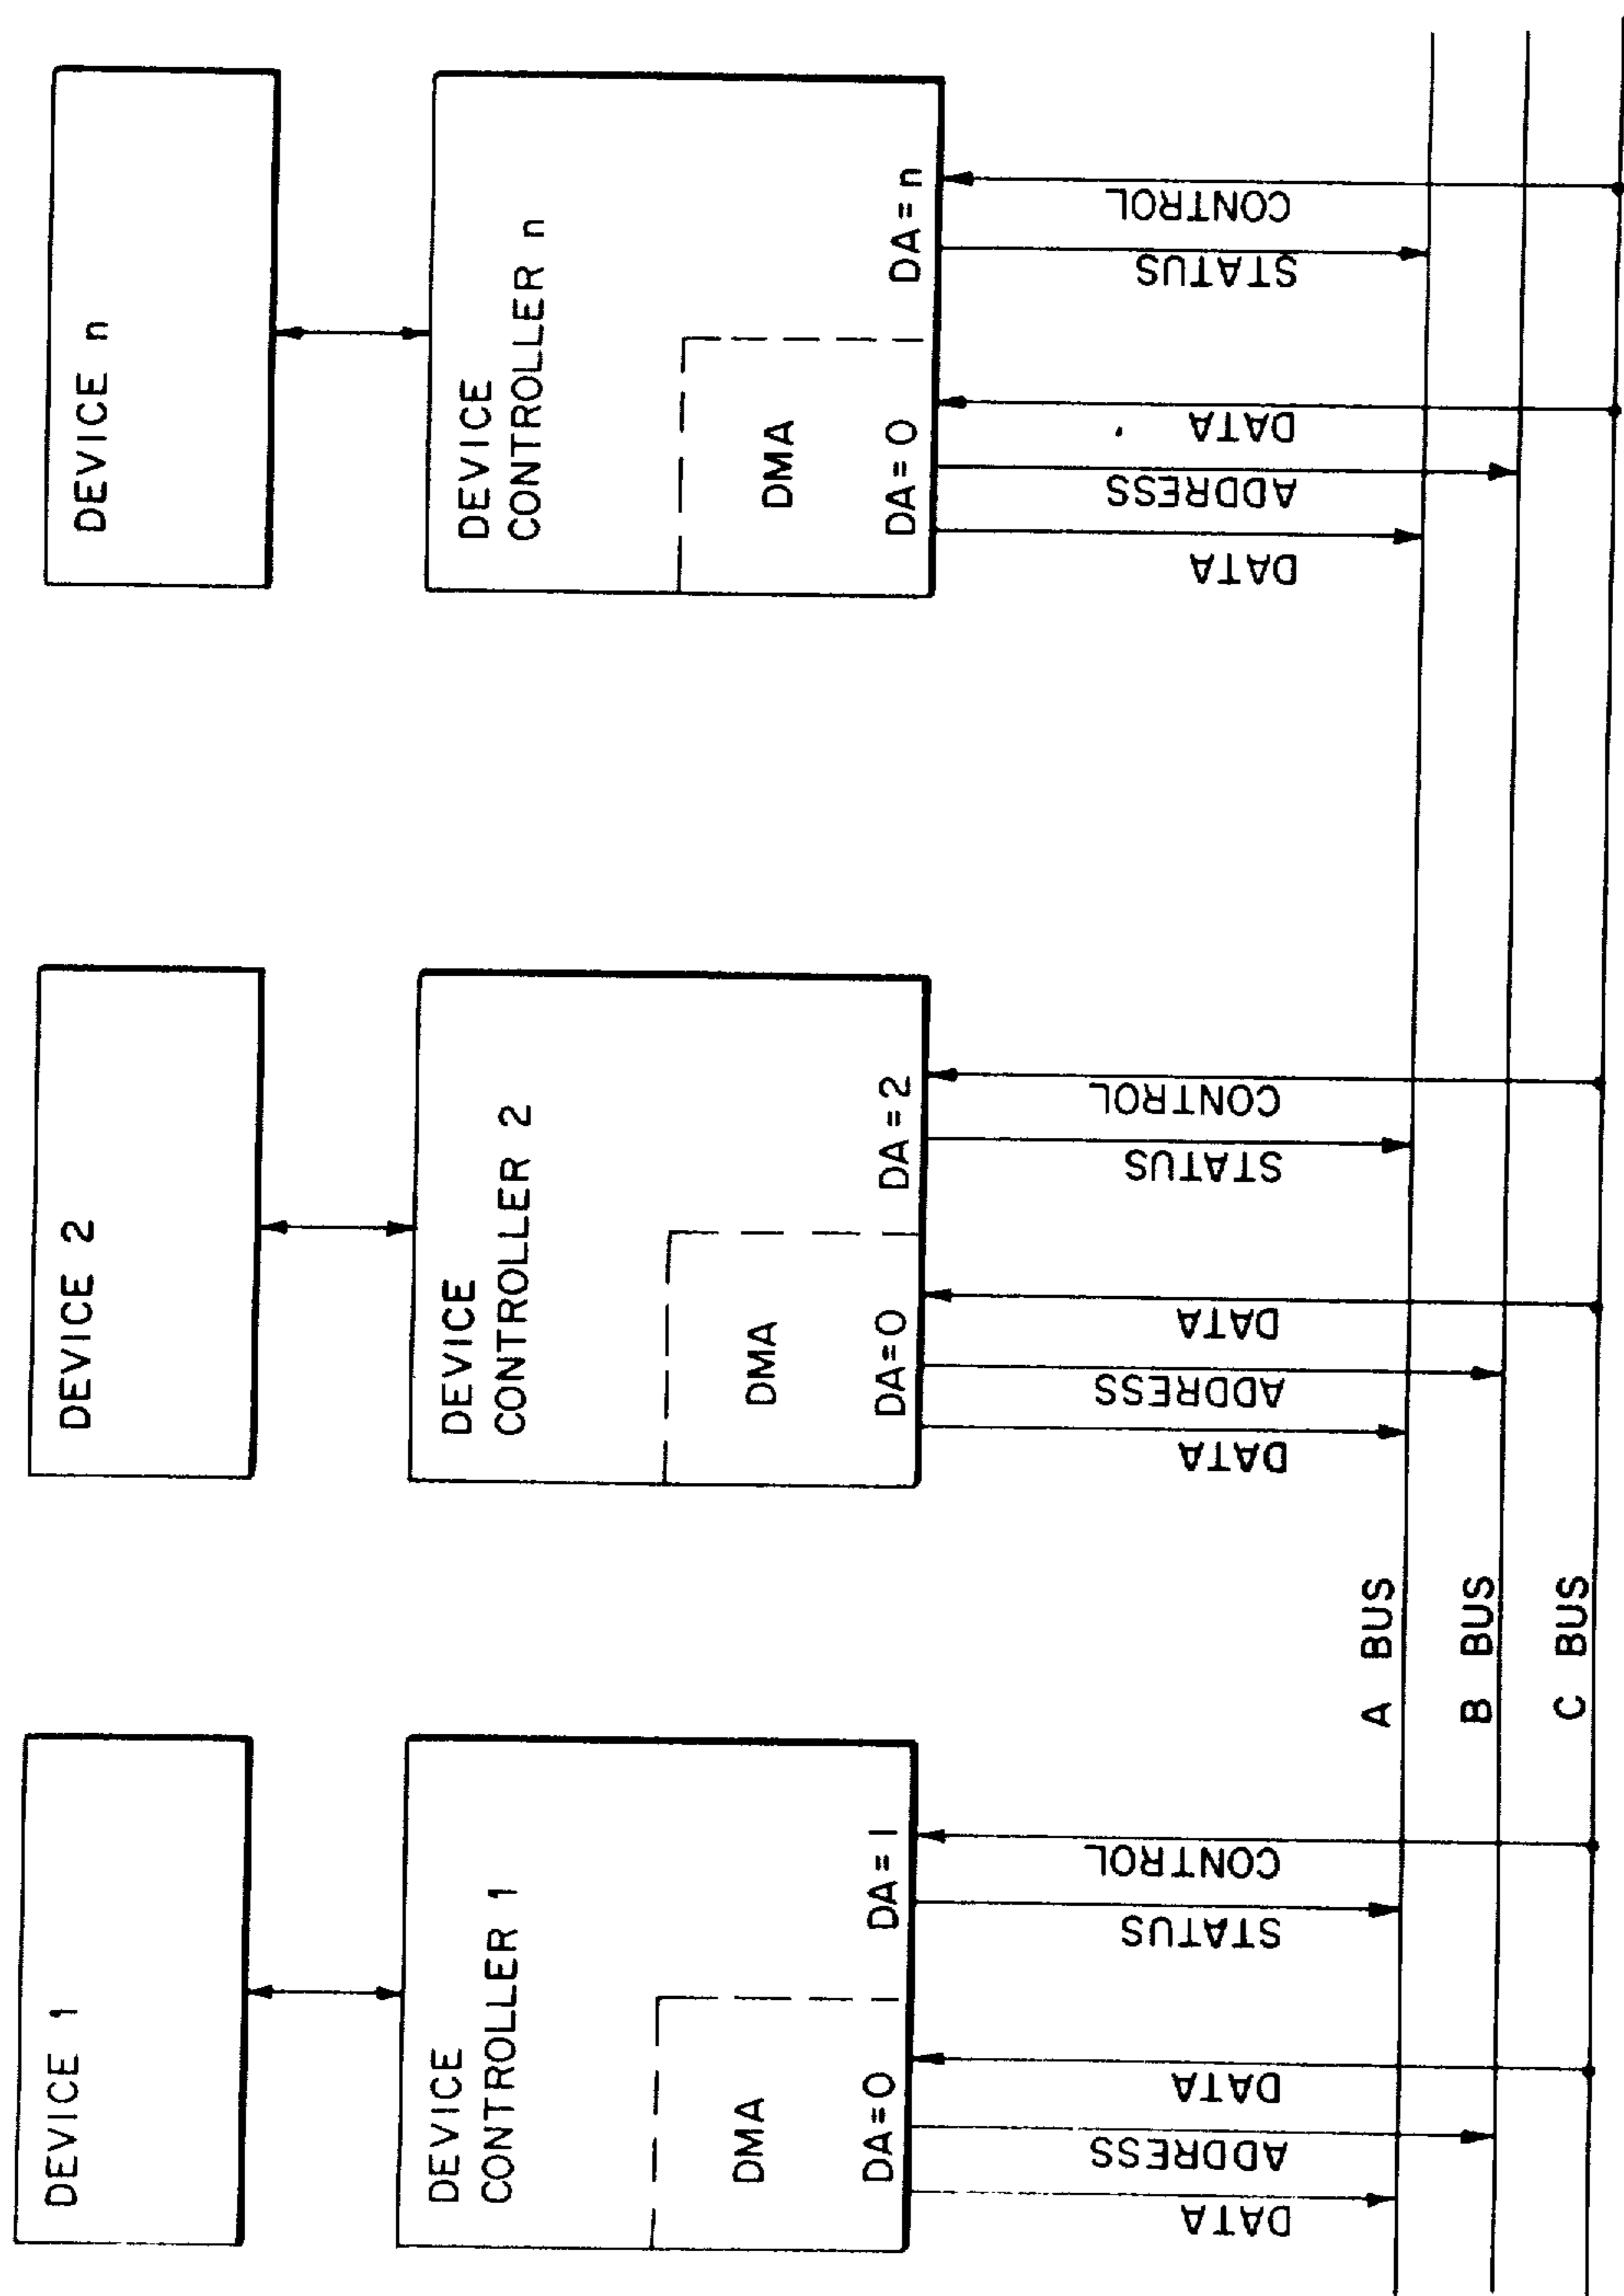 DEVICE 1
DEVICE 2
DEVICE n
DEVICE
CONTROLLER 1
DMA
DA=0
DA=1
DEVICE
CONTROLLER 2
DMA
DA=0
DA=2
DEVICE
CONTROLLER n
DMA
DA=0
DA=n
DATA
ADDRESS
DATA
STATUS
CONTROL
DATA
ADDRESS
DATA
STATUS
CONTROL
DATA
ADDRESS
DATA
STATUS
CONTROL
A BUS
B BUS
C BUS